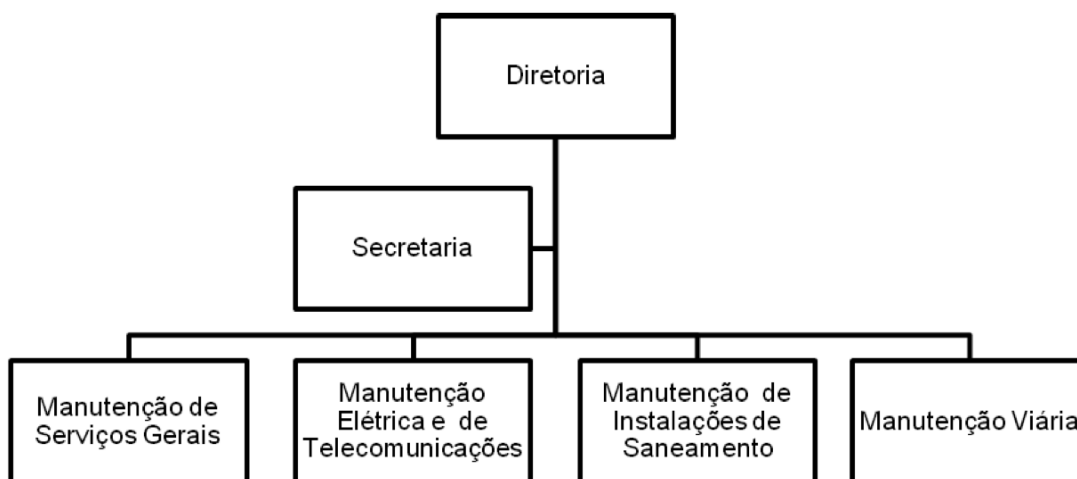 Diretoria
Secretaria
Manutenção de
Serviços Gerais
Manutenção
Elétrica e de
Telecomunicações
Manutenção de
Instalações de
Saneamento
Manutenção Viária